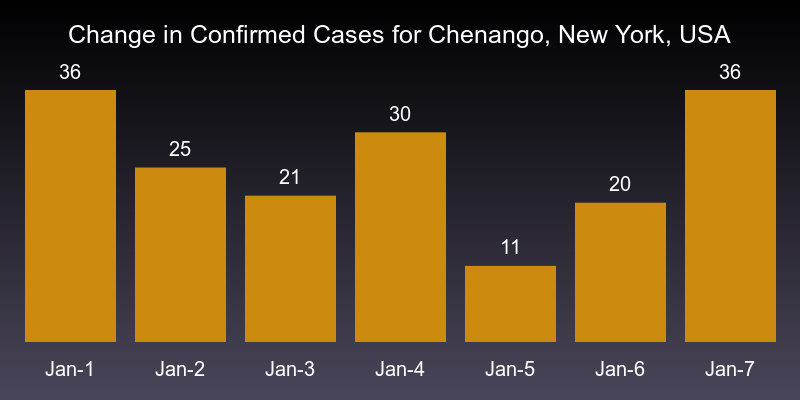 Change in Confirmed Cases for Chenango, New York, USA
36
25
21
30
11
20
36
Jan-1
Jan-2
Jan-3
Jan-4
Jan-5
Jan-6
Jan-7